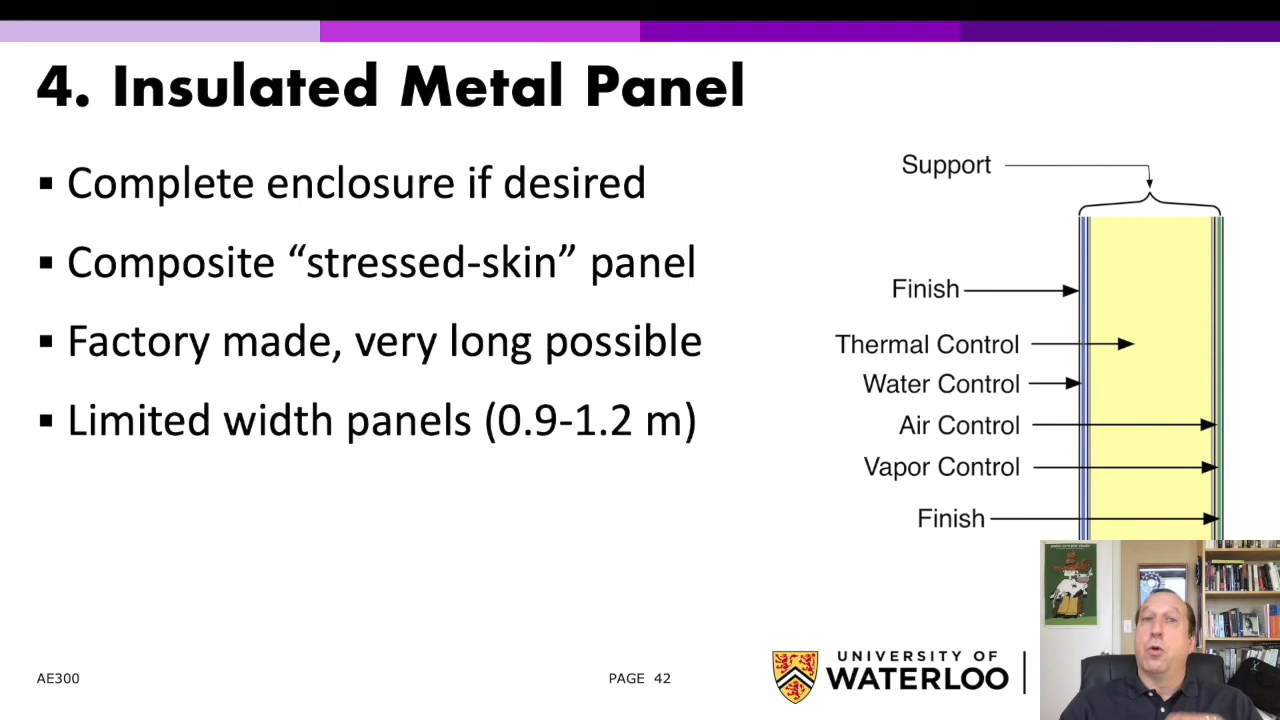 4. Insulated Metal Panel
▪ Complete enclosure if desired
▪ Composite “stressed-skin” panel
▪ Factory made, very long possible
▪ Limited width panels (0.9-1.2 m)
Support
Finish
Thermal Control
Water Control
Air Control
Vapor Control
Finish
AE300
PAGE 42
UNIVERSITY OF
WATERLOO